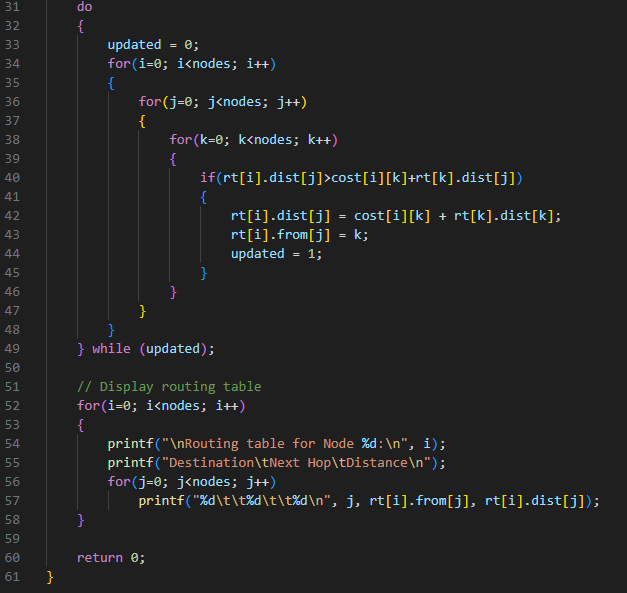 31 do
32 {
33 updated = 0;
34 for(i=0; i<nodes; i++)
35 {
36 for(j=0; j<nodes; j++)
37 {
38 for(k=0; k<nodes; k++)
39 {
40 if(rt[i].dist[j]>cost[i][k]+rt[k].dist[j])
41 {
42 rt[i].dist[j] = cost[i][k] + rt[k].dist[k];
43 rt[i].from[j] = k;
44 updated = 1;
45 }
46 }
47 }
48 }
49 } while (updated);
50
51 // Display routing table
52 for(i=0; i<nodes; i++)
53 {
54 printf("\nRouting table for Node %d:\n", i);
55 printf("Destination\tNext Hop\tDistance\n");
56 for(j=0; j<nodes; j++)
57 printf("%d\t\t%d\t\t%d\n", j, rt[i].from[j], rt[i].dist[j]);
58 }
59
60 return 0;
61 }